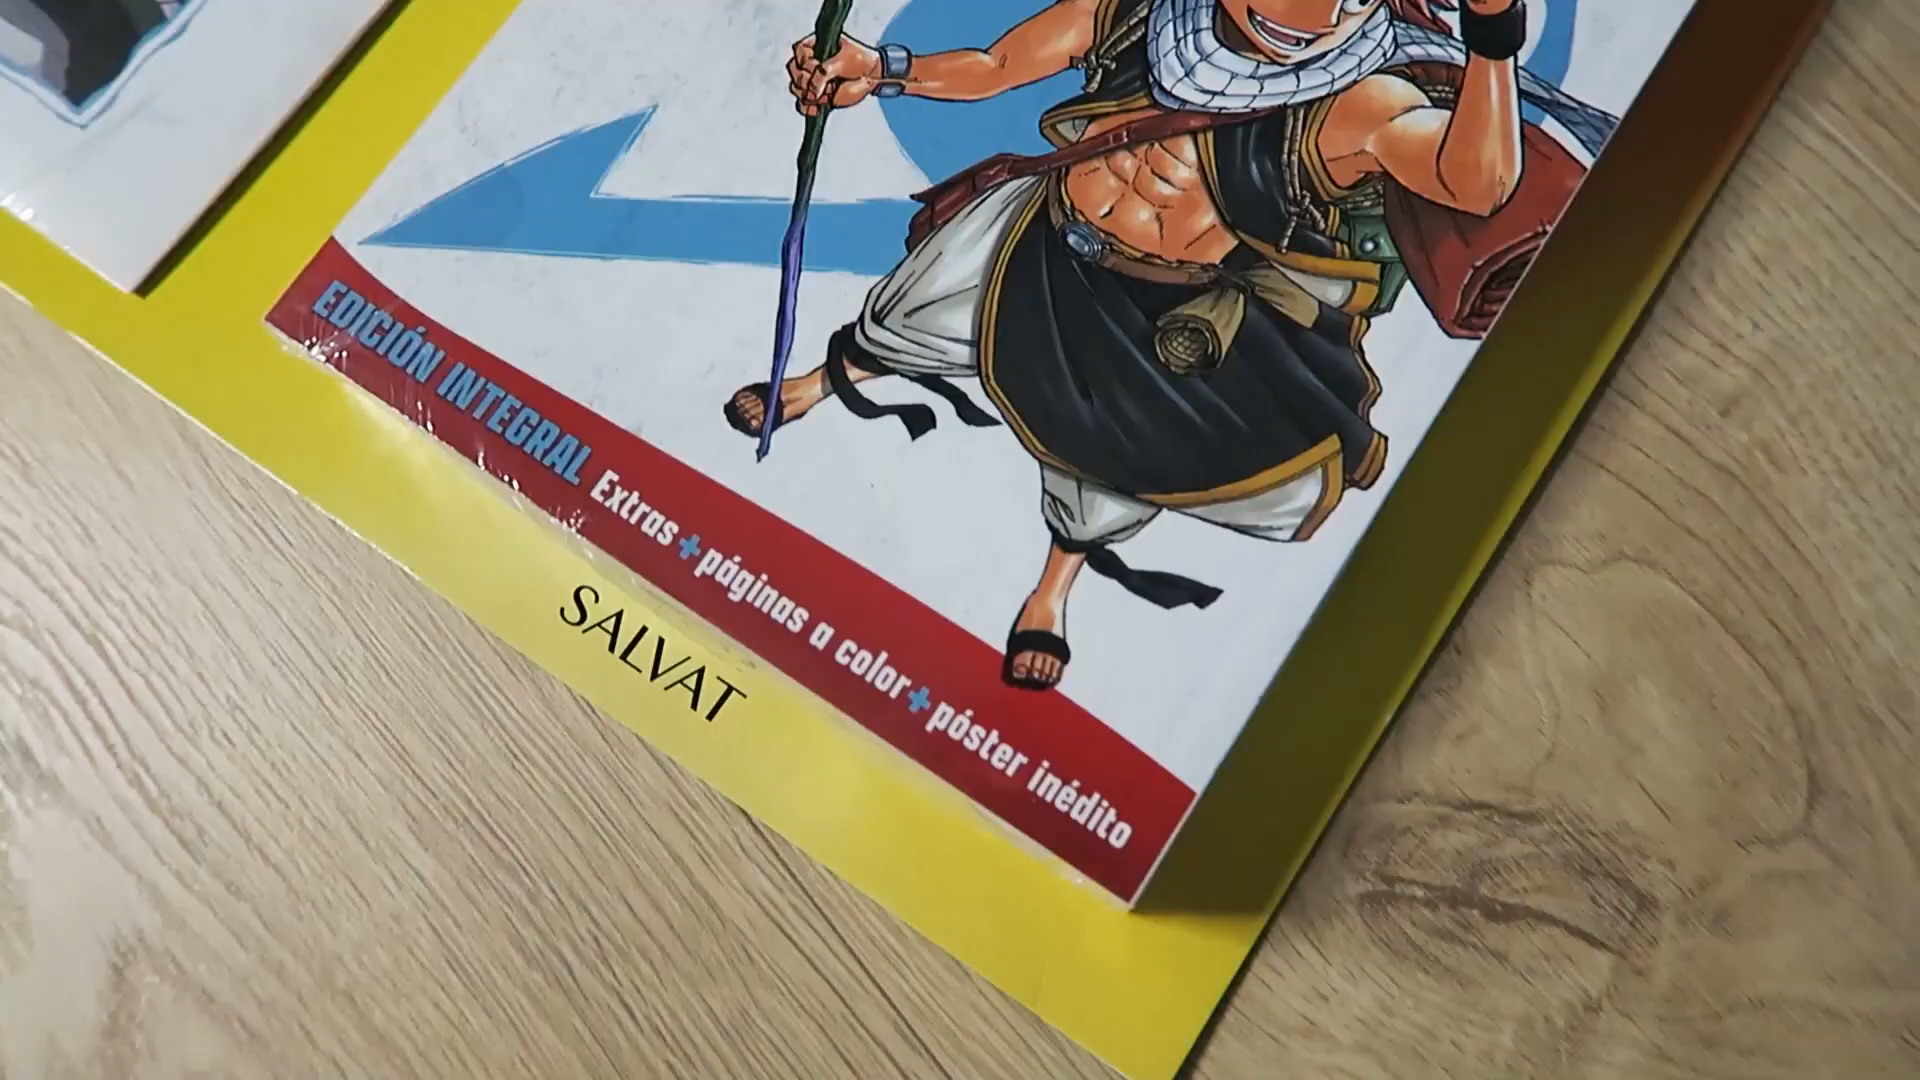 EDICIÓN INTEGRAL Extras + páginas a color + póster inédito
SALVAT